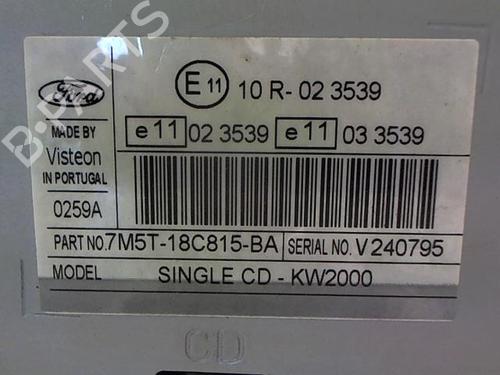 Ford
E 11 10 R- 02 3539
MADE BY
e 11 02 3539 e 11 03 3539
Visteon
IN PORTUGAL
0259A
PART NO. 7M5T-18C815-BA SERIAL NO. V240795
MODEL SINGLE CD - KW2000
CD
B-PARTS